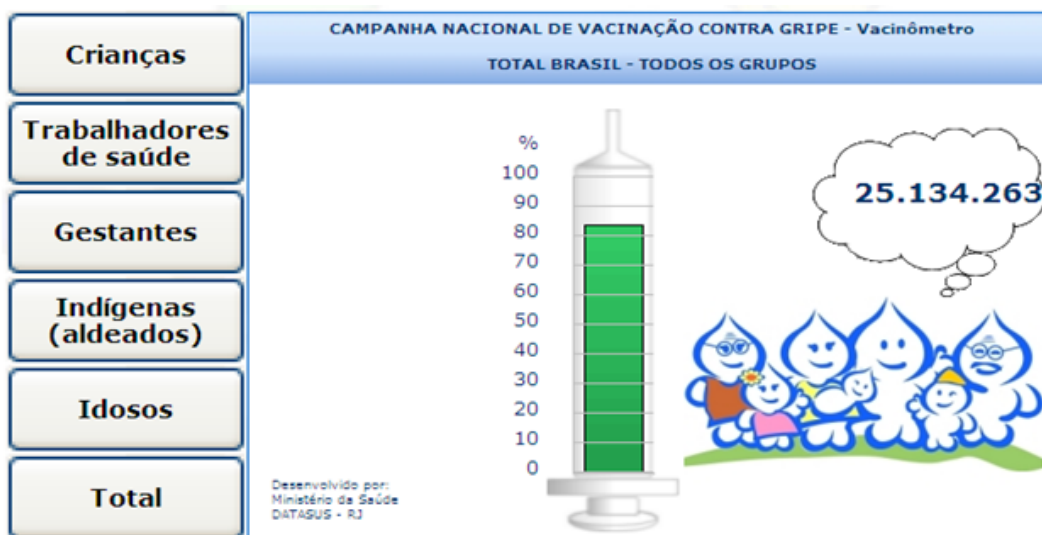 Crianças
Trabalhadores
de saúde
Gestantes
Indígenas
(aldeados)
Idosos
Total
CAMPANHA NACIONAL DE VACINAÇÃO CONTRA GRIPE - Vacinômetro
TOTAL BRASIL - TODOS OS GRUPOS
%
100
90
80
70
60
50
40
30
20
10
0
25.134.263
Desenvolvido por:
Ministério da Saúde
DATASUS - RJ